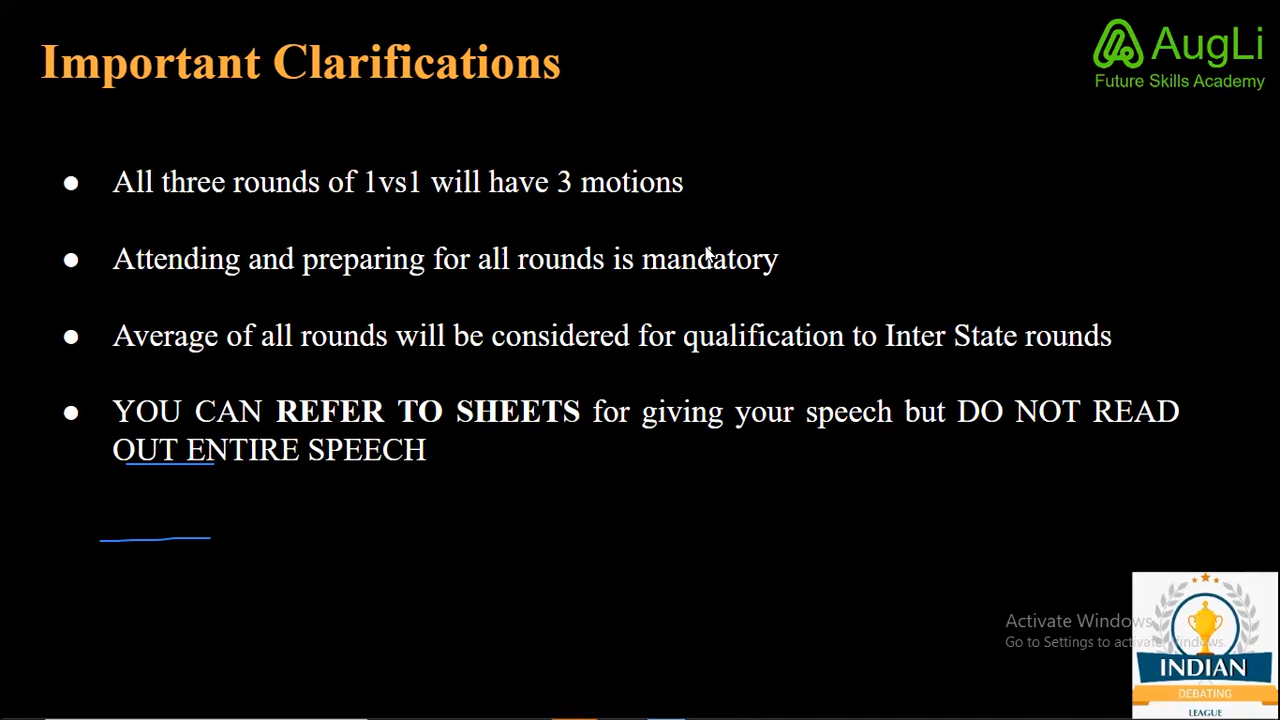 Important Clarifications
AugLi
Future Skills Academy
● All three rounds of 1vs1 will have 3 motions
● Attending and preparing for all rounds is mandatory
● Average of all rounds will be considered for qualification to Inter State rounds
● YOU CAN REFER TO SHEETS for giving your speech but DO NOT READ
OUT ENTIRE SPEECH
Activate Windows
Go to Settings to activate Windows.
INDIAN
DEBATING
LEAGUE